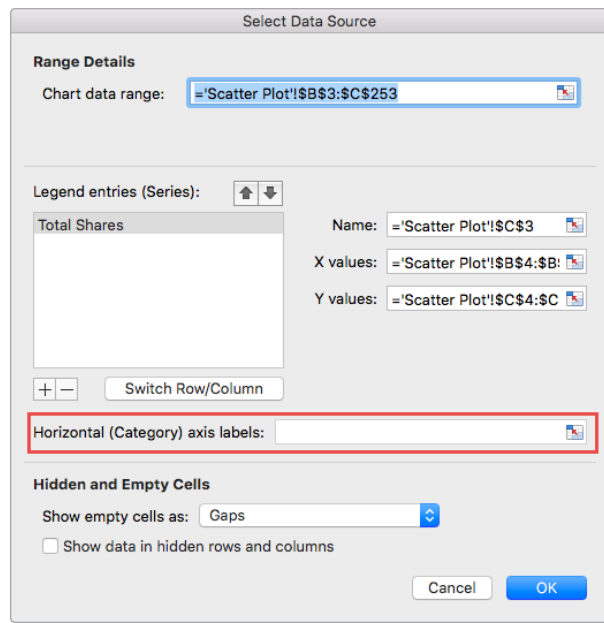 Select Data Source
Range Details
Chart data range: ='Scatter Plot'!$B$3:$C$253
Legend entries (Series):
Total Shares
Name: ='Scatter Plot'!$C$3
X values: ='Scatter Plot'!$B$4:$B
Y values: ='Scatter Plot'!$C$4:$C
Switch Row/Column
Horizontal (Category) axis labels:
Hidden and Empty Cells
Show empty cells as: Gaps
Show data in hidden rows and columns
Cancel OK